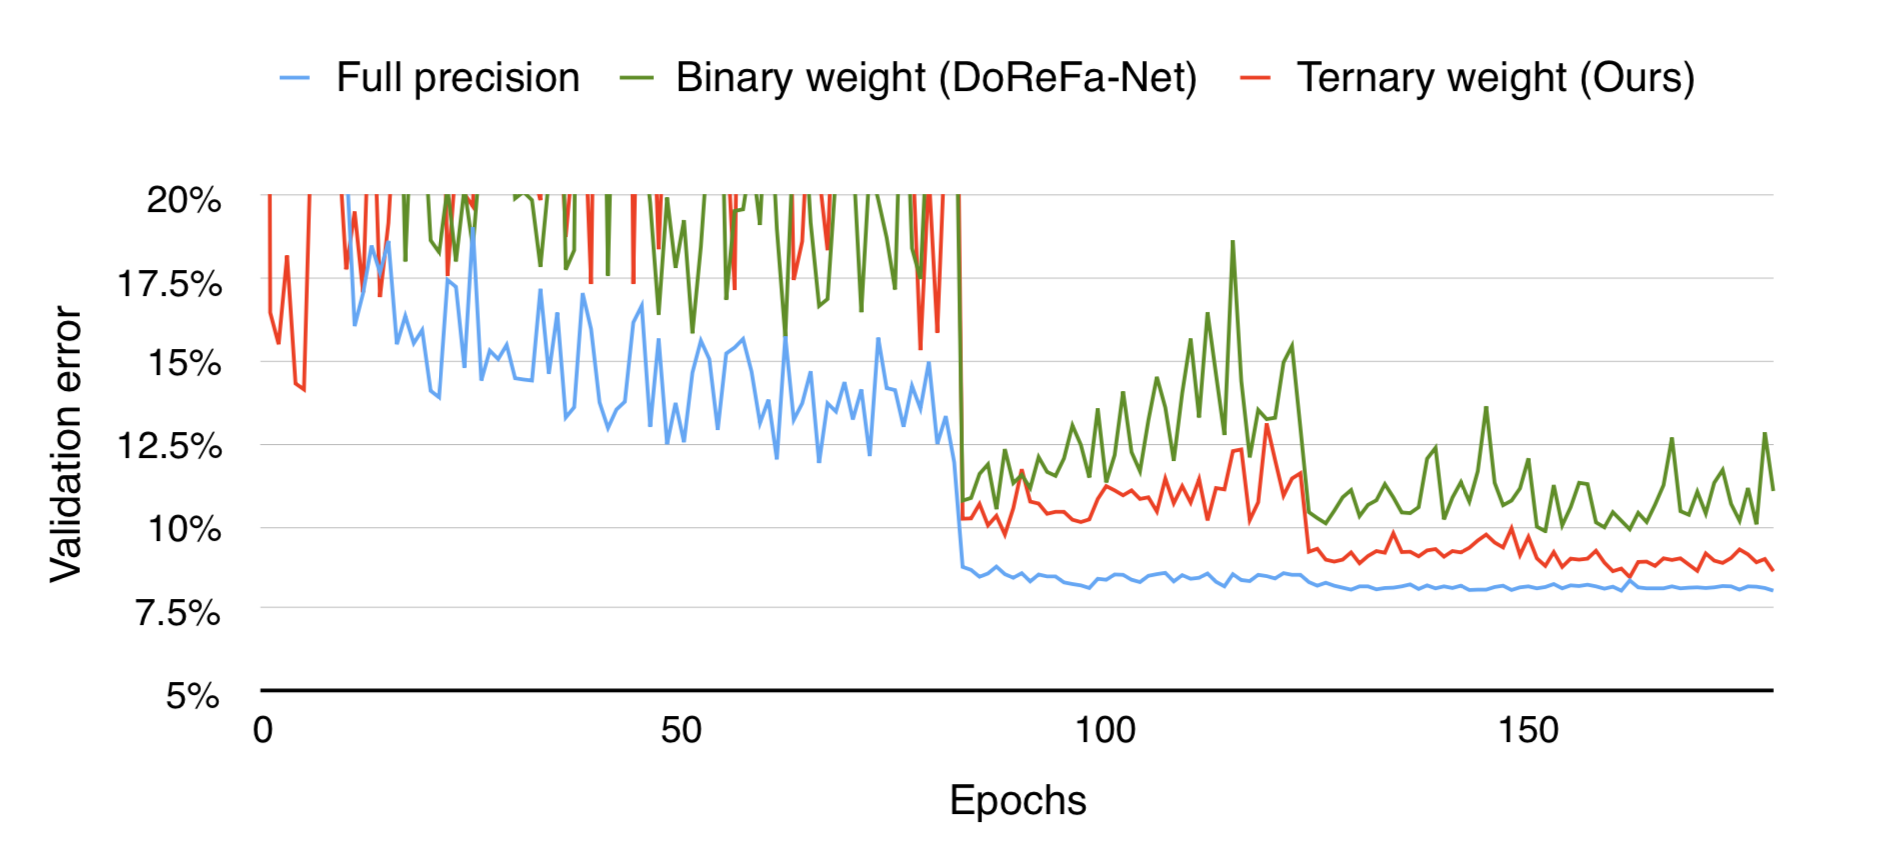 Full precision Binary weight (DoReFa-Net) Ternary weight (Ours)
20%
17.5%
15%
12.5%
10%
7.5%
5%
Validation error
0 50 100 150
Epochs